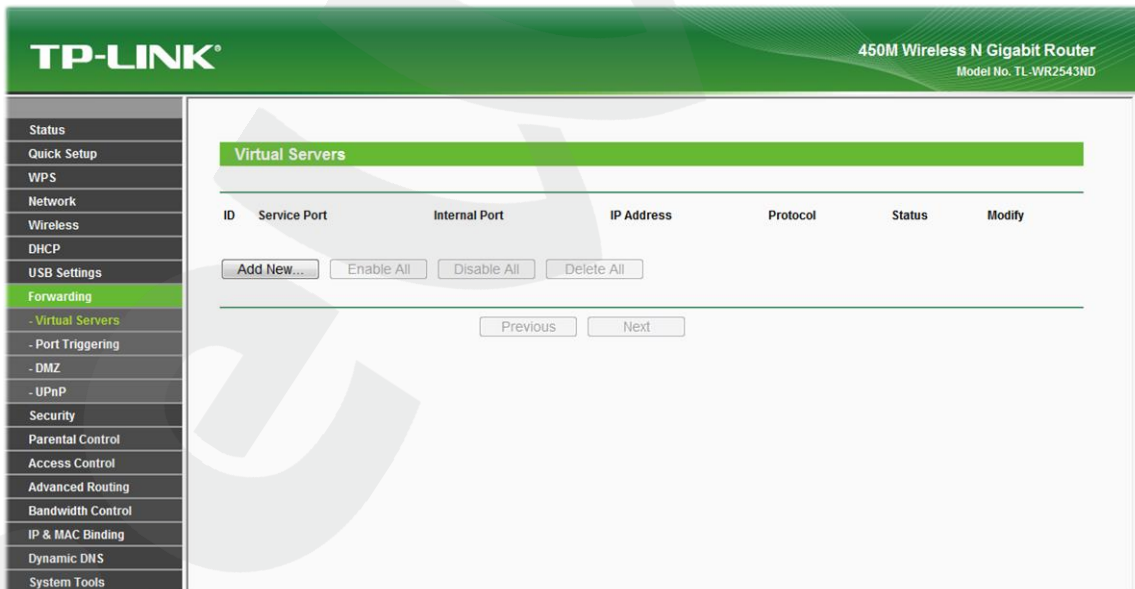 TP-LINK®
450M Wireless N Gigabit Router
Model No. TL-WR2543ND
Status
Quick Setup
WPS
Network
Wireless
DHCP
USB Settings
Forwarding
- Virtual Servers
- Port Triggering
- DMZ
- UPnP
Security
Parental Control
Access Control
Advanced Routing
Bandwidth Control
IP & MAC Binding
Dynamic DNS
System Tools
Virtual Servers
ID Service Port Internal Port IP Address Protocol Status Modify
Add New... Enable All Disable All Delete All
Previous Next